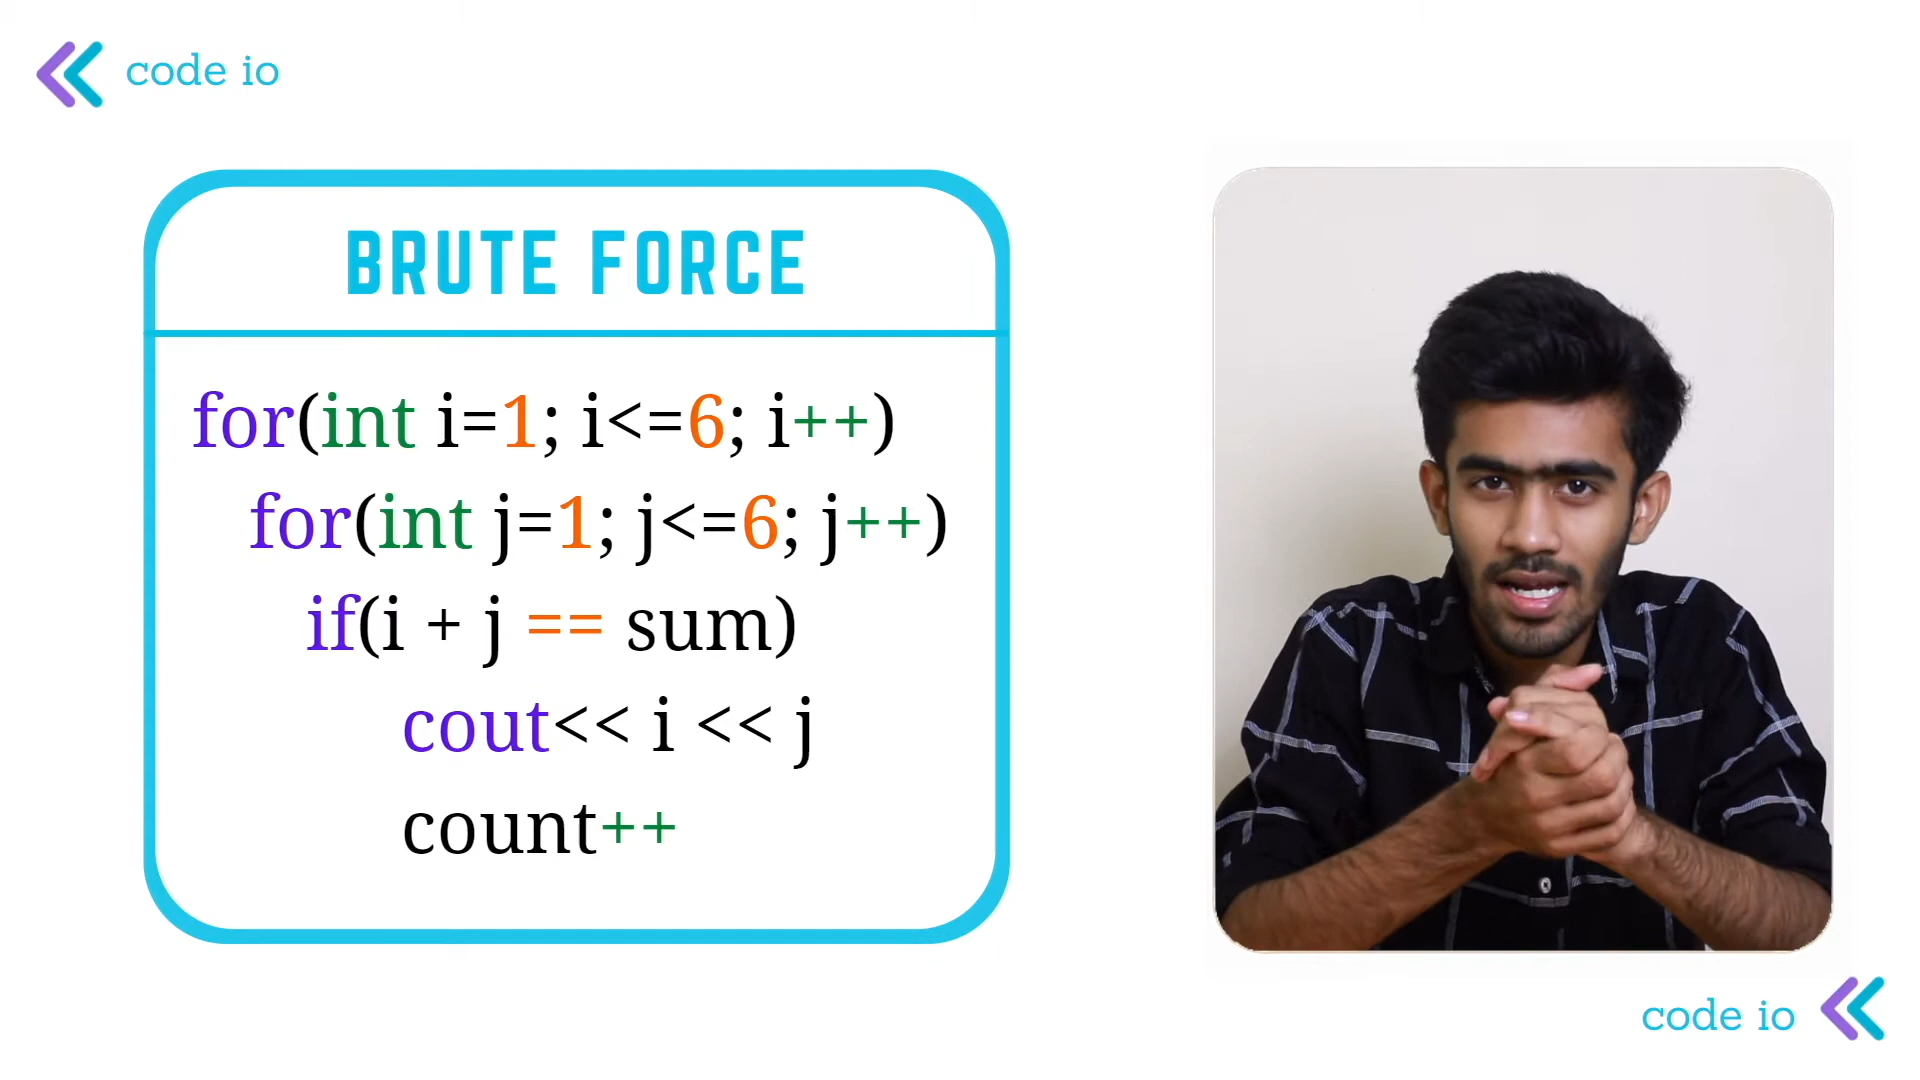 code io
BRUTE FORCE
for(int i=1; i<=6; i++)
for(int j=1; j<=6; j++)
if(i + j == sum)
cout<< i << j
count++
code io